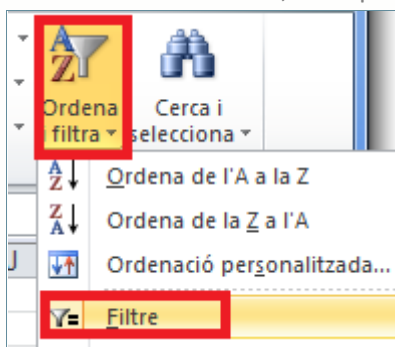 Ordena
i filtra
Cerca i
selecciona
Ordena de l'A a la Z
Ordena de la Z a l'A
Ordenació personalitzada...
Filtre
J